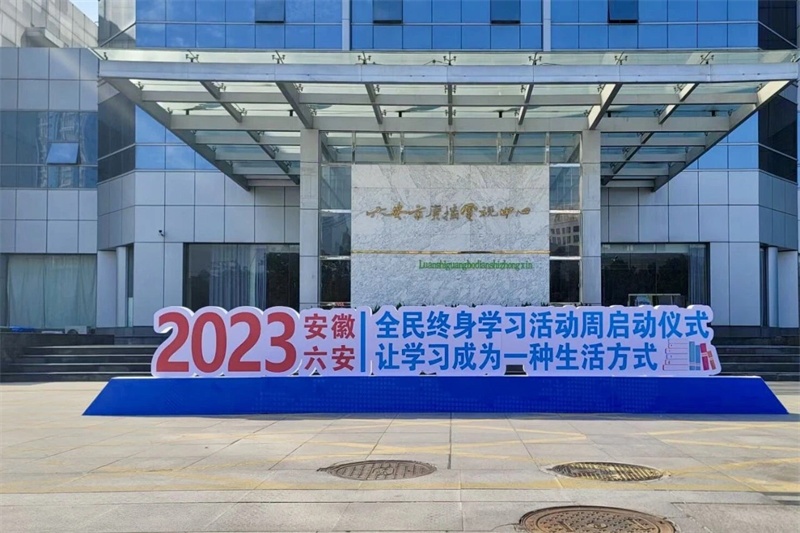 六安市广播电视中心
Luanshiguangbodianshizhongxin
2023 安徽六安
全民终身学习活动周启动仪式
让学习成为一种生活方式